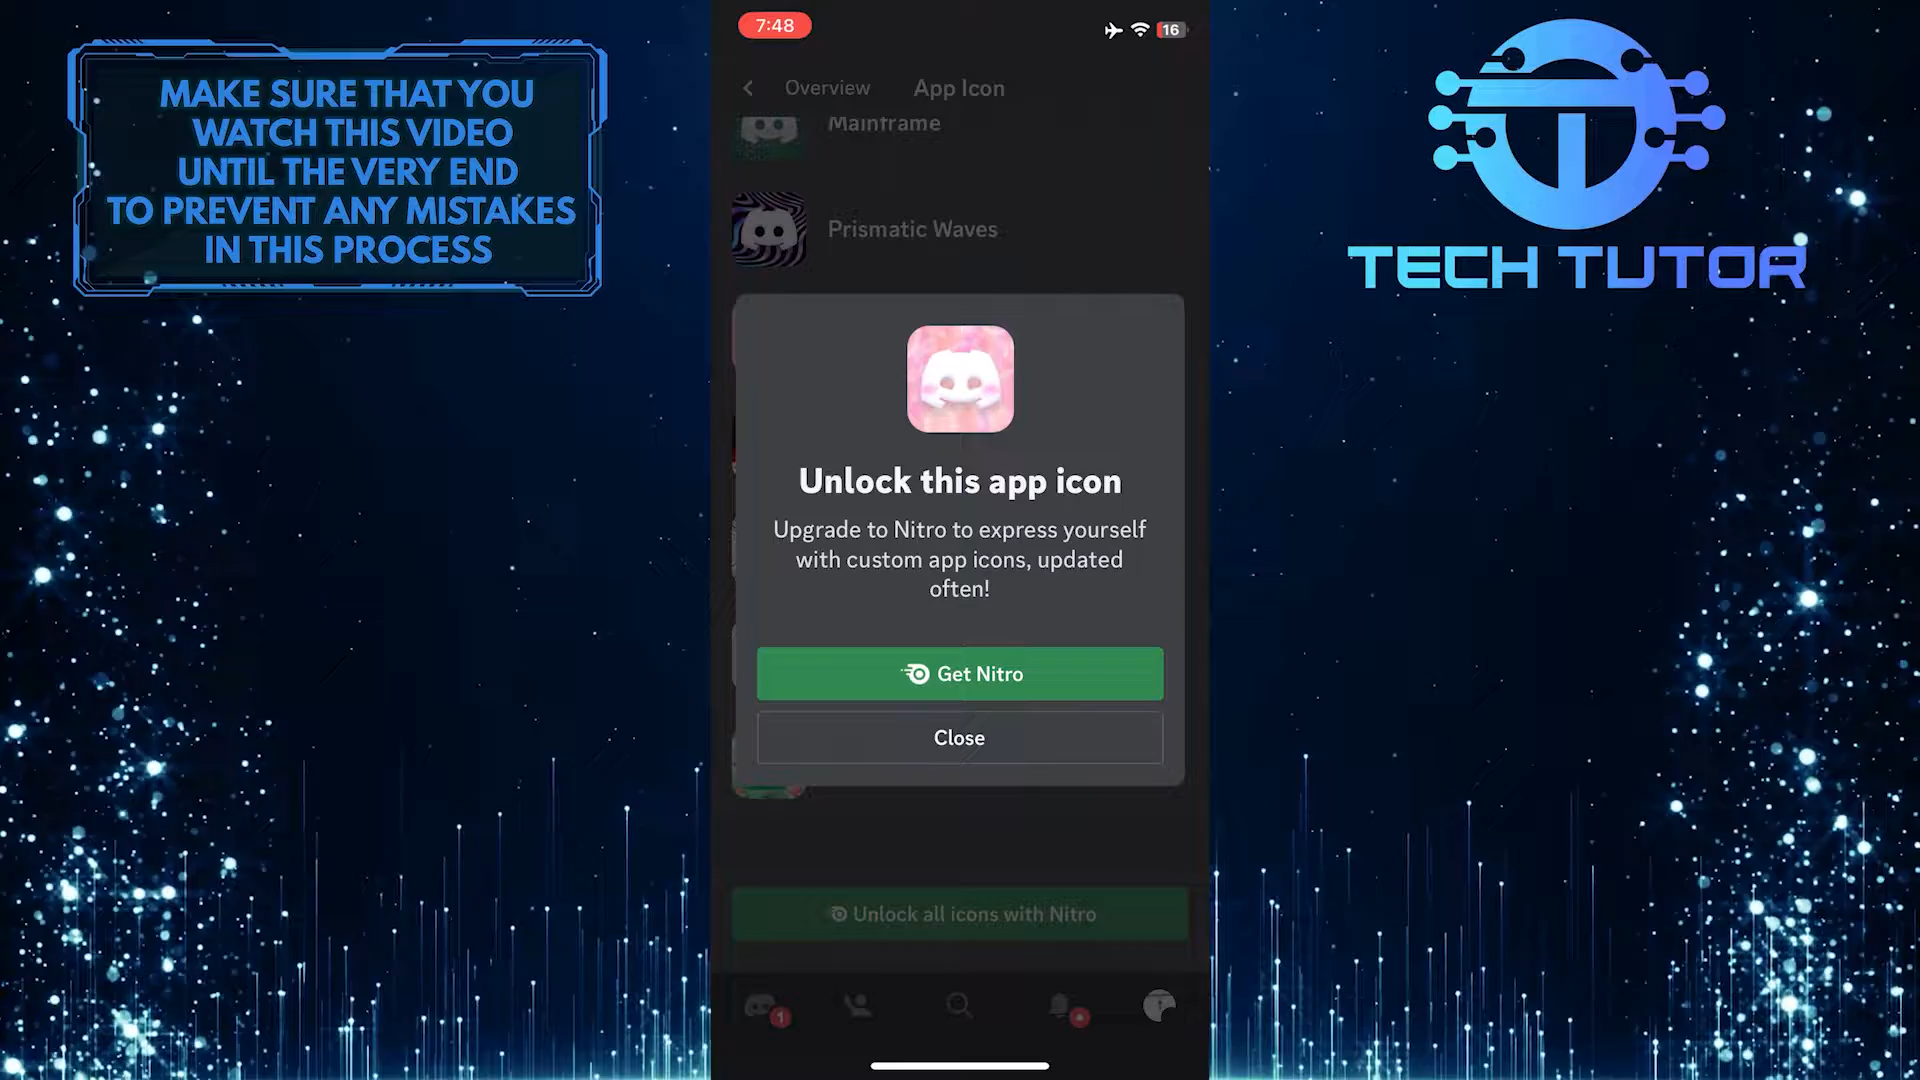 MAKE SURE THAT YOU
WATCH THIS VIDEO
UNTIL THE VERY END
TO PREVENT ANY MISTAKES
IN THIS PROCESS
7:48
16
Overview
App Icon
Mainframe
Prismatic Waves
Unlock this app icon
Upgrade to Nitro to express yourself
with custom app icons, updated
often!
Get Nitro
Close
Unlock all icons with Nitro
1
TECH TUTOR